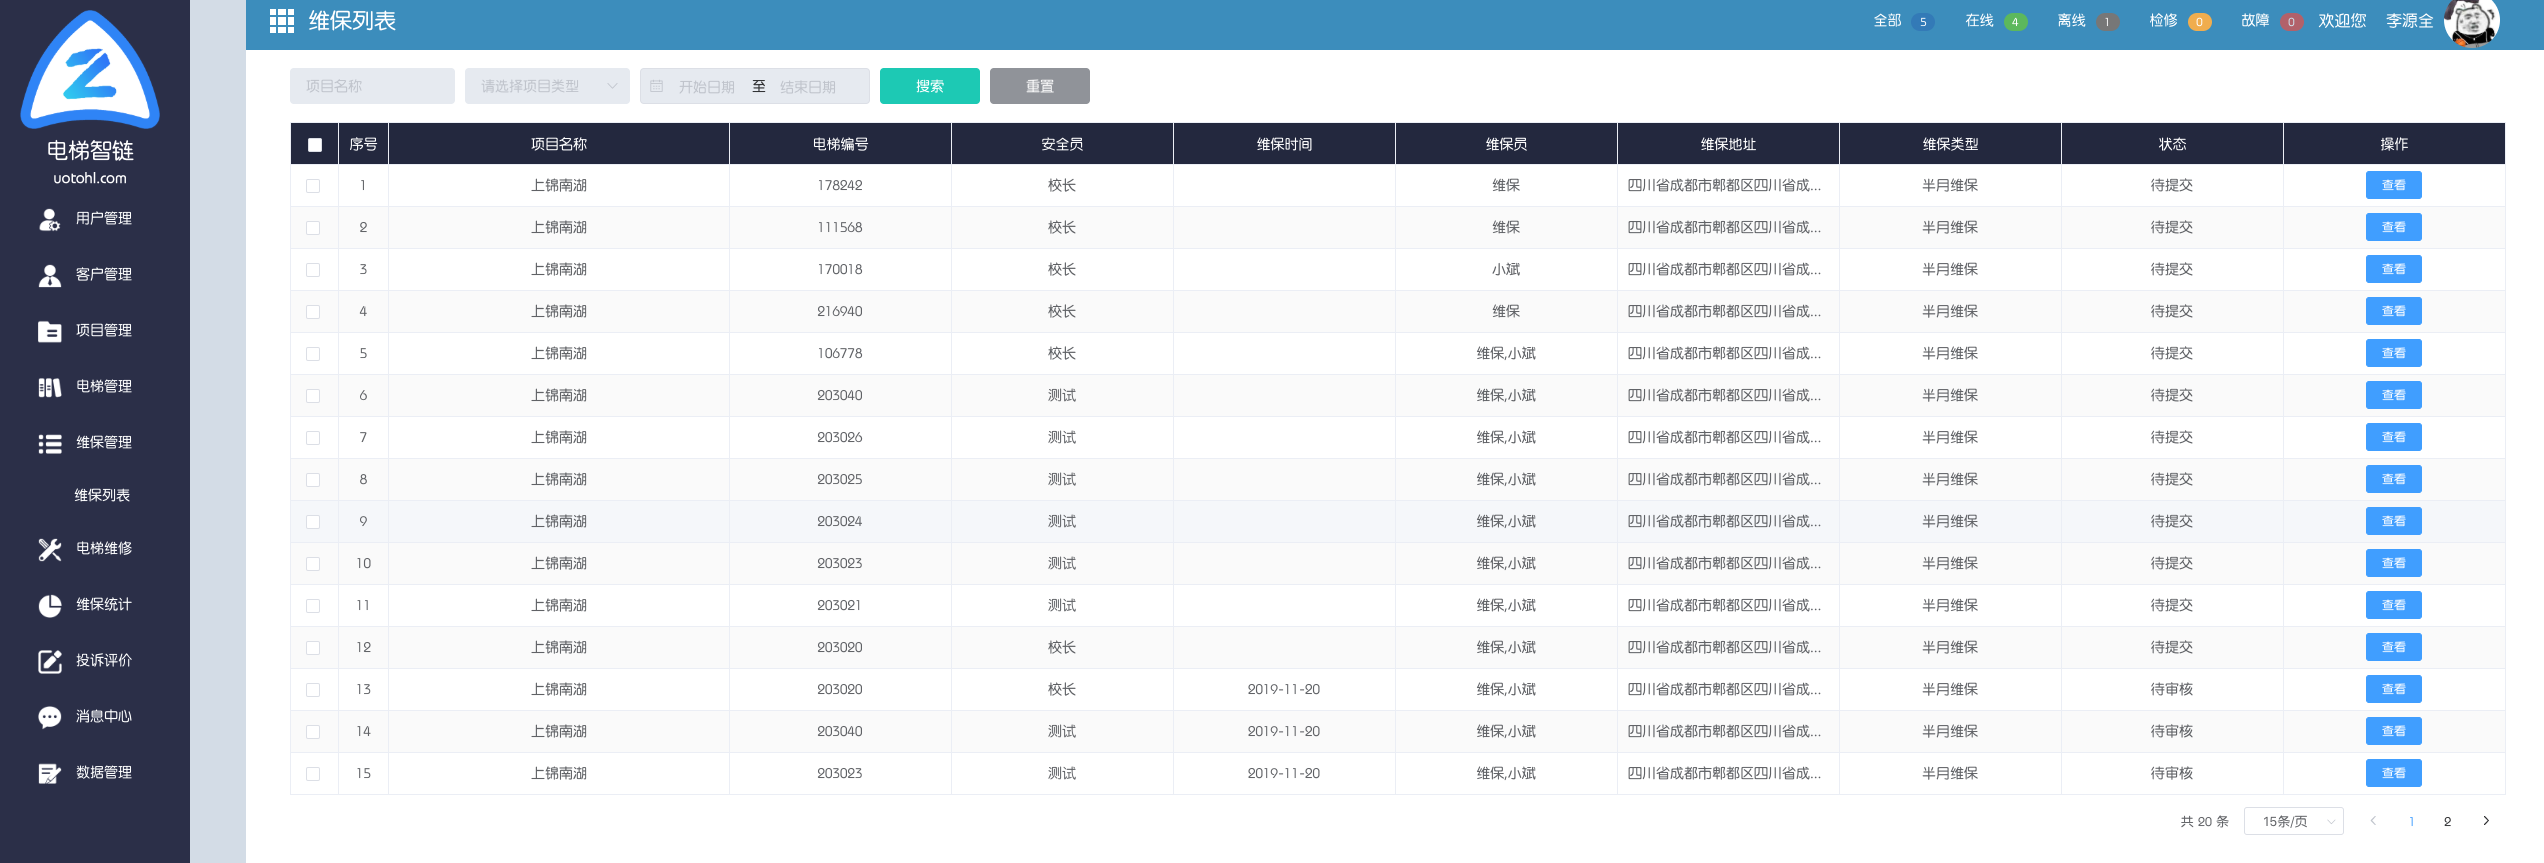 电梯智链
uotohl.com
用户管理
客户管理
项目管理
电梯管理
维保管理
维保列表
电梯维修
维保统计
投诉评价
消息中心
数据管理
维保列表
全部 5 在线 4 离线 1 检修 0 故障 0 欢迎您 李源全
项目名称 请选择项目类型 开始日期 至 结束日期 搜索 重置
序号 项目名称 电梯编号 安全员 维保时间 维保员 维保地址 维保类型 状态 操作
1 上锦南湖 178242 校长 维保 四川省成都市郫都区四川省成... 半月维保 待提交 查看
2 上锦南湖 111568 校长 维保 四川省成都市郫都区四川省成... 半月维保 待提交 查看
3 上锦南湖 170018 校长 小斌 四川省成都市郫都区四川省成... 半月维保 待提交 查看
4 上锦南湖 216940 校长 维保 四川省成都市郫都区四川省成... 半月维保 待提交 查看
5 上锦南湖 106778 校长 维保,小斌 四川省成都市郫都区四川省成... 半月维保 待提交 查看
6 上锦南湖 203040 测试 维保,小斌 四川省成都市郫都区四川省成... 半月维保 待提交 查看
7 上锦南湖 203026 测试 维保,小斌 四川省成都市郫都区四川省成... 半月维保 待提交 查看
8 上锦南湖 203025 测试 维保,小斌 四川省成都市郫都区四川省成... 半月维保 待提交 查看
9 上锦南湖 203024 测试 维保,小斌 四川省成都市郫都区四川省成... 半月维保 待提交 查看
10 上锦南湖 203023 测试 维保,小斌 四川省成都市郫都区四川省成... 半月维保 待提交 查看
11 上锦南湖 203021 测试 维保,小斌 四川省成都市郫都区四川省成... 半月维保 待提交 查看
12 上锦南湖 203020 校长 维保,小斌 四川省成都市郫都区四川省成... 半月维保 待提交 查看
13 上锦南湖 203020 校长 2019-11-20 维保,小斌 四川省成都市郫都区四川省成... 半月维保 待审核 查看
14 上锦南湖 203040 测试 2019-11-20 维保,小斌 四川省成都市郫都区四川省成... 半月维保 待审核 查看
15 上锦南湖 203023 测试 2019-11-20 维保,小斌 四川省成都市郫都区四川省成... 半月维保 待审核 查看
共 20 条 15条/页 1 2